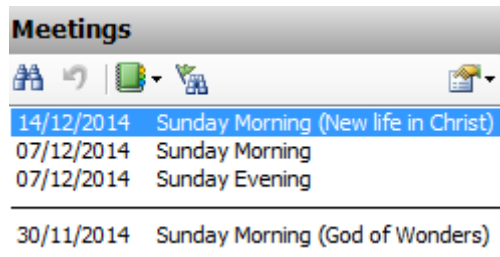 Meetings
14/12/2014 Sunday Morning (New life in Christ)
07/12/2014 Sunday Morning
07/12/2014 Sunday Evening
30/11/2014 Sunday Morning (God of Wonders)